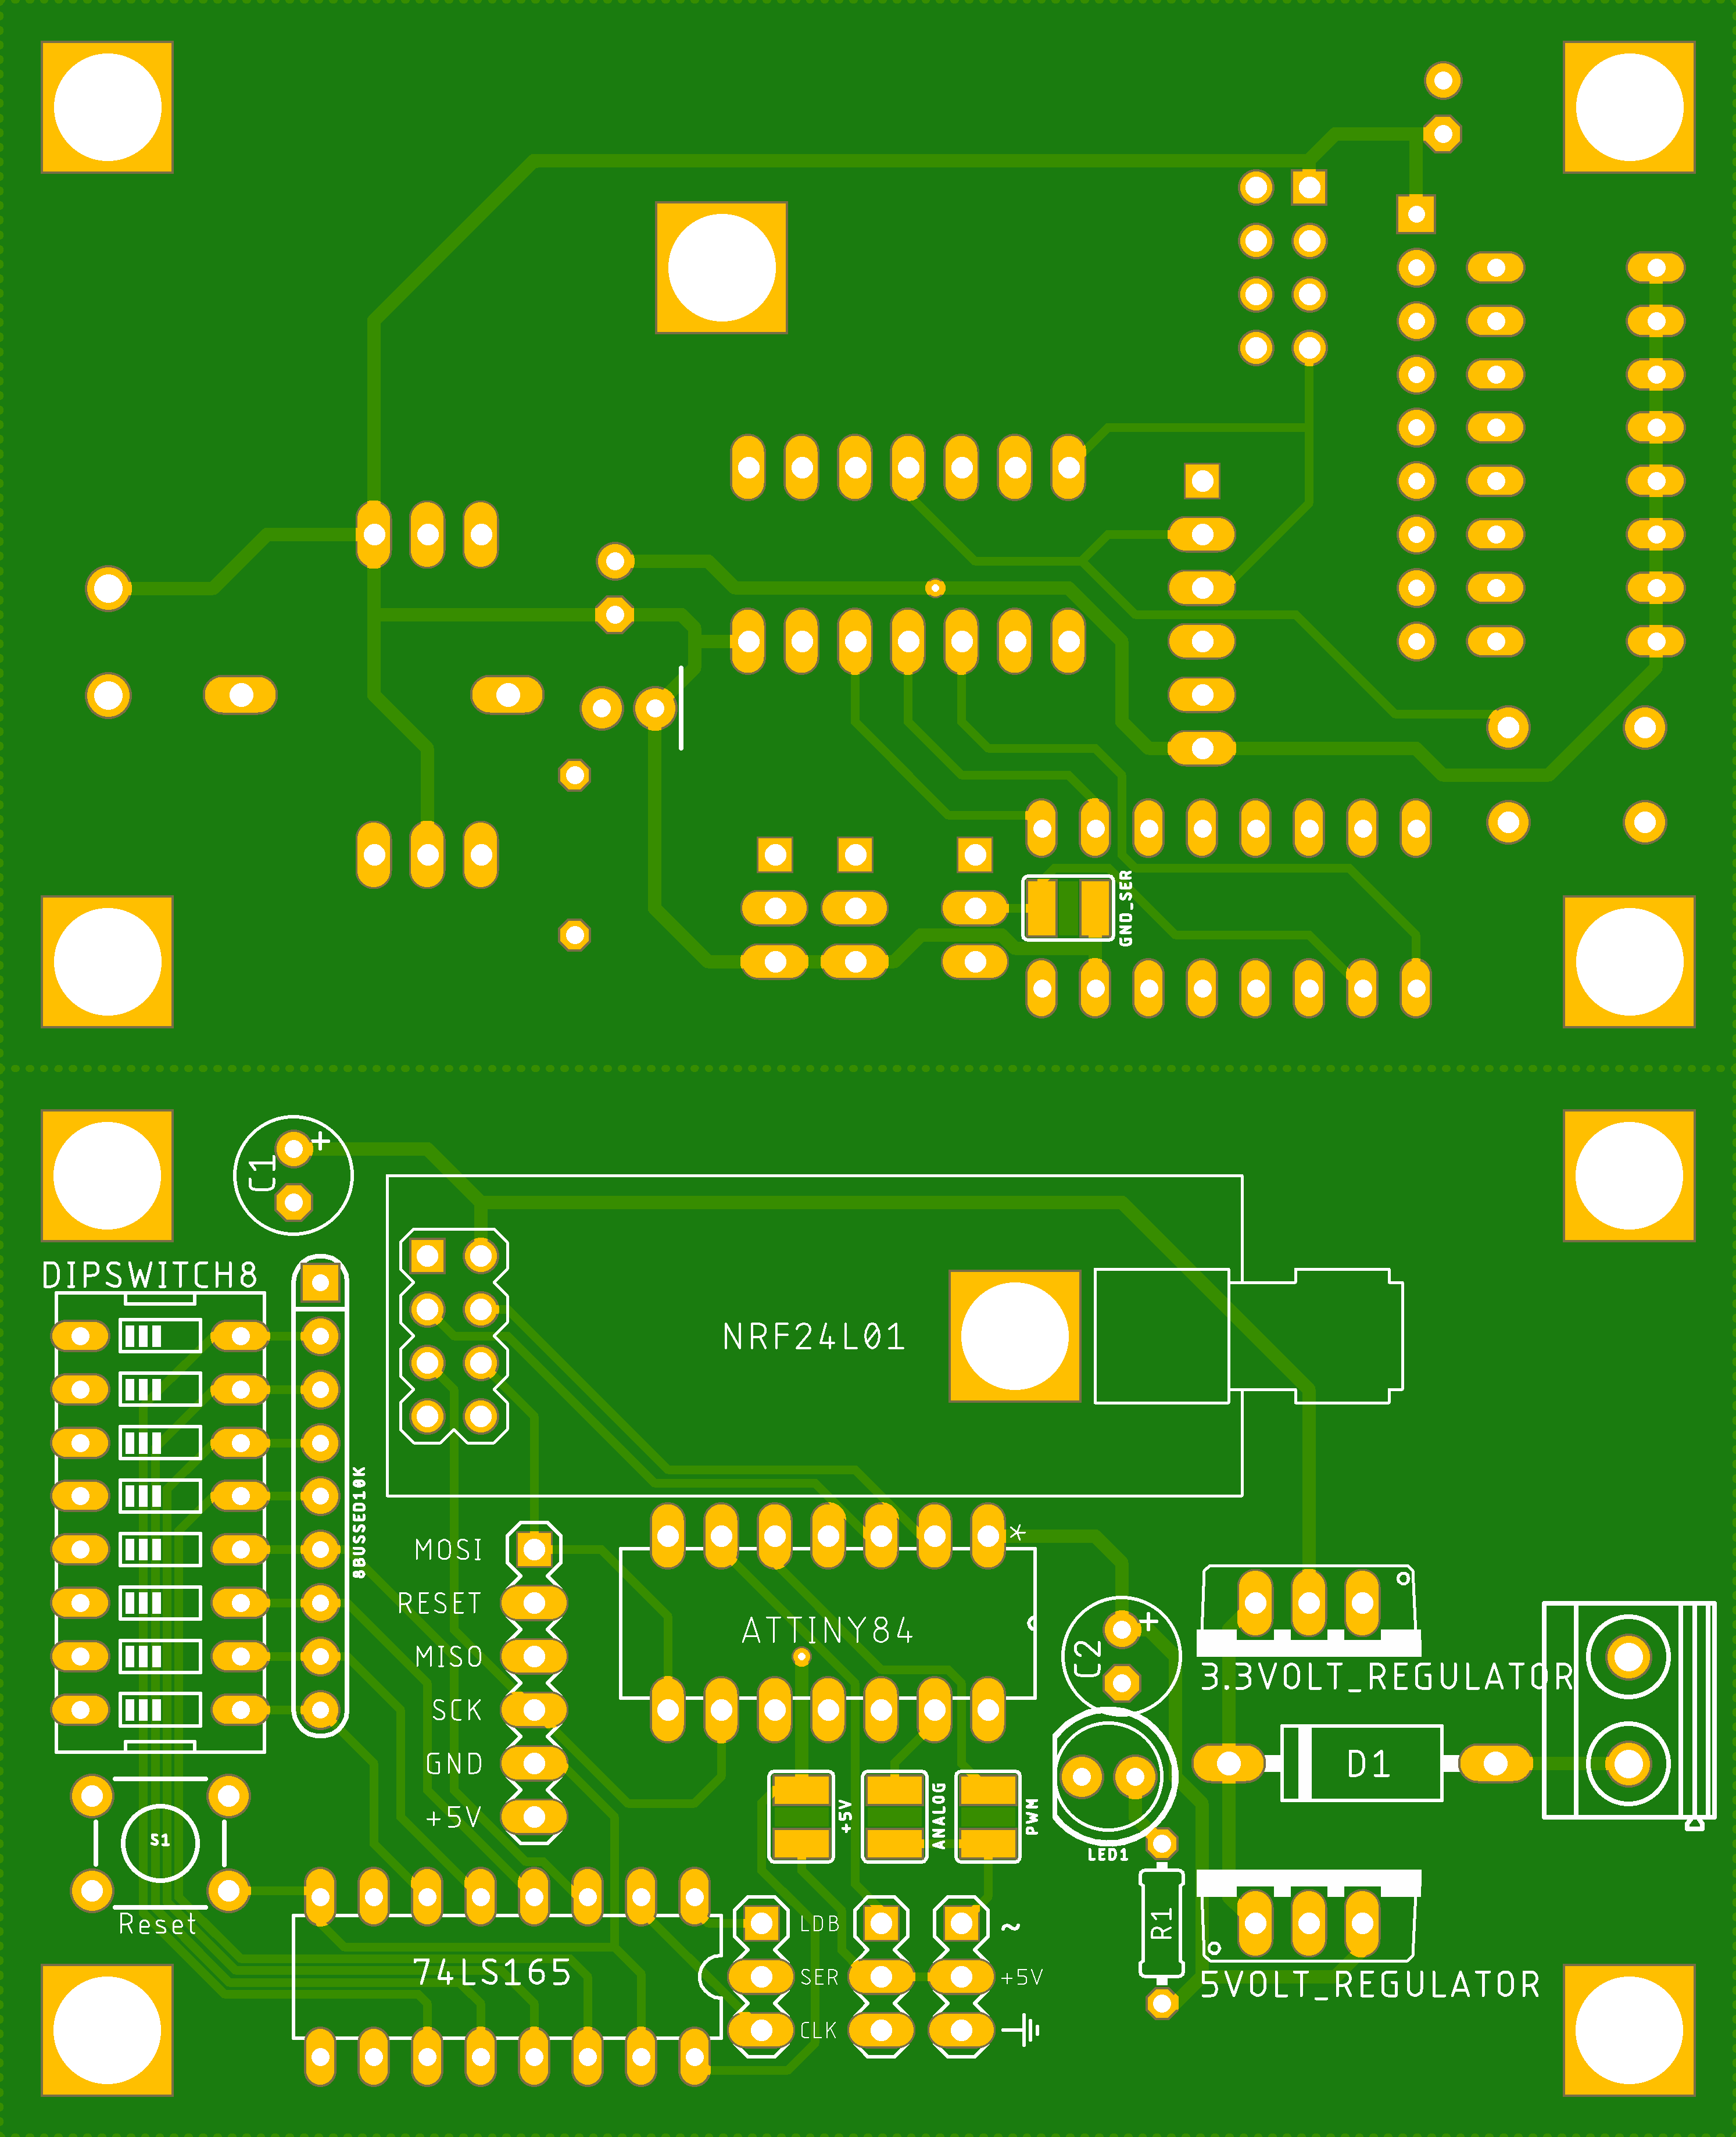 GND_SER
C1
+
DIPSWITCH8
NRF24L01
8BUSSED10K
MOSI
RESET
MISO
SCK
GND
+5V
*
ATTINY84
C2
+
3.3VOLT_REGULATOR
D1
+5V
ANALOG
PWM
LED1
S1
Reset
74LS165
LDB
SER
CLK
~
+5V
R1
5VOLT_REGULATOR